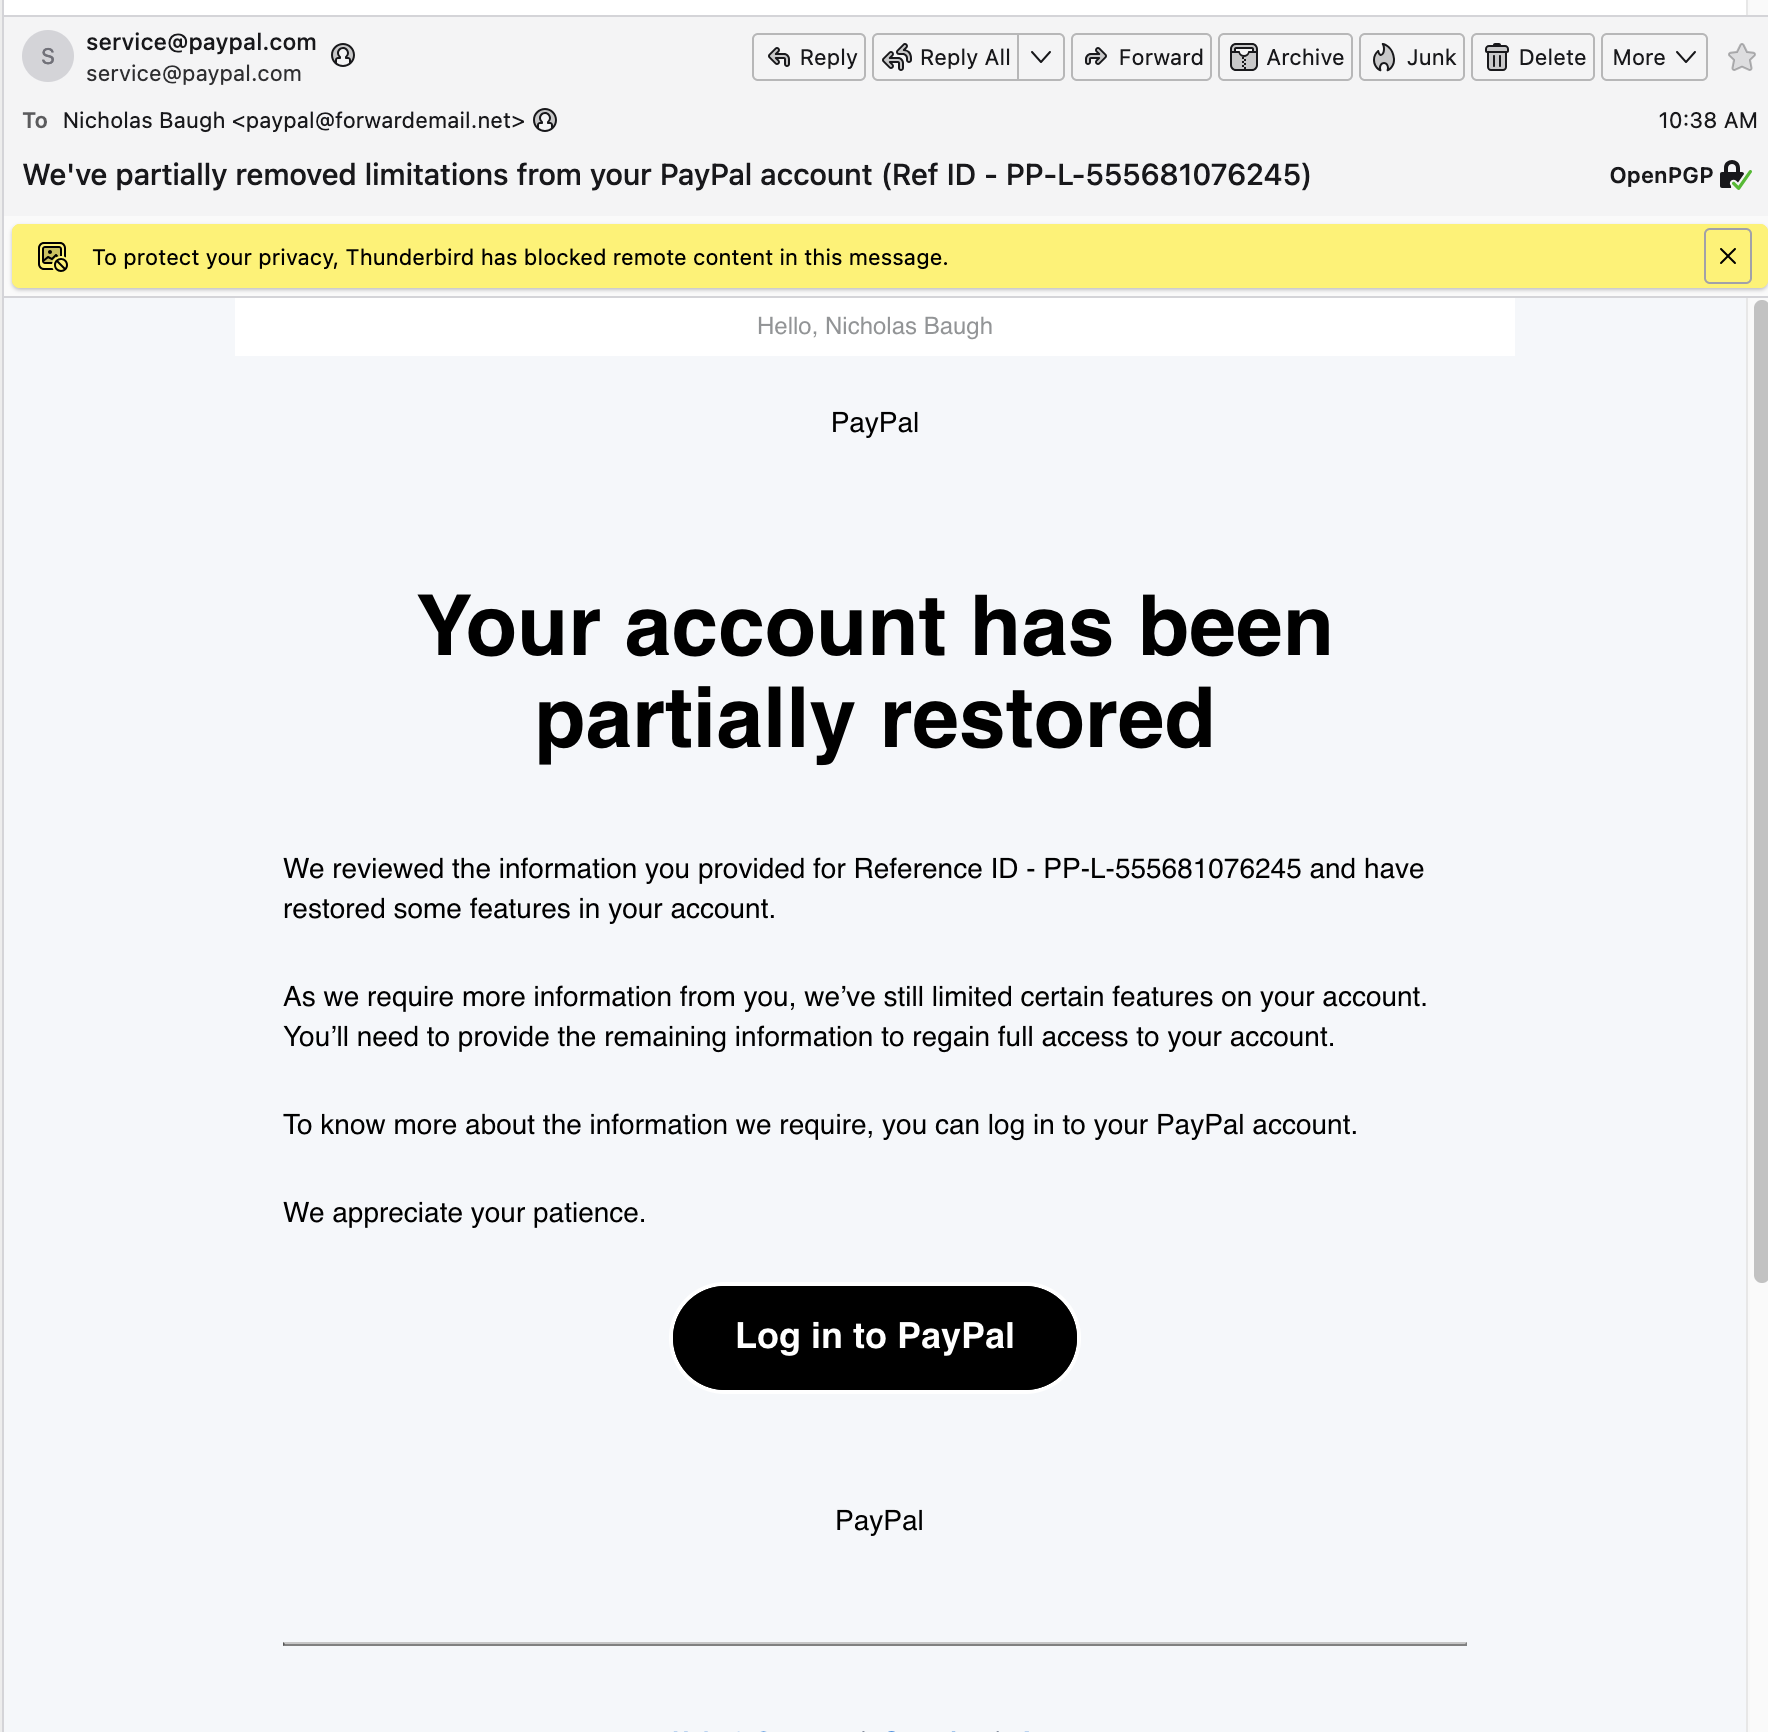 S
service@paypal.com
service@paypal.com
Reply
Reply All
Forward
Archive
Junk
Delete
More
To Nicholas Baugh <paypal@forwardemail.net>
10:38 AM
We've partially removed limitations from your PayPal account (Ref ID - PP-L-555681076245)
OpenPGP
To protect your privacy, Thunderbird has blocked remote content in this message.
Hello, Nicholas Baugh
PayPal
Your account has been
partially restored
We reviewed the information you provided for Reference ID - PP-L-555681076245 and have
restored some features in your account.
As we require more information from you, we’ve still limited certain features on your account.
You’ll need to provide the remaining information to regain full access to your account.
To know more about the information we require, you can log in to your PayPal account.
We appreciate your patience.
Log in to PayPal
PayPal